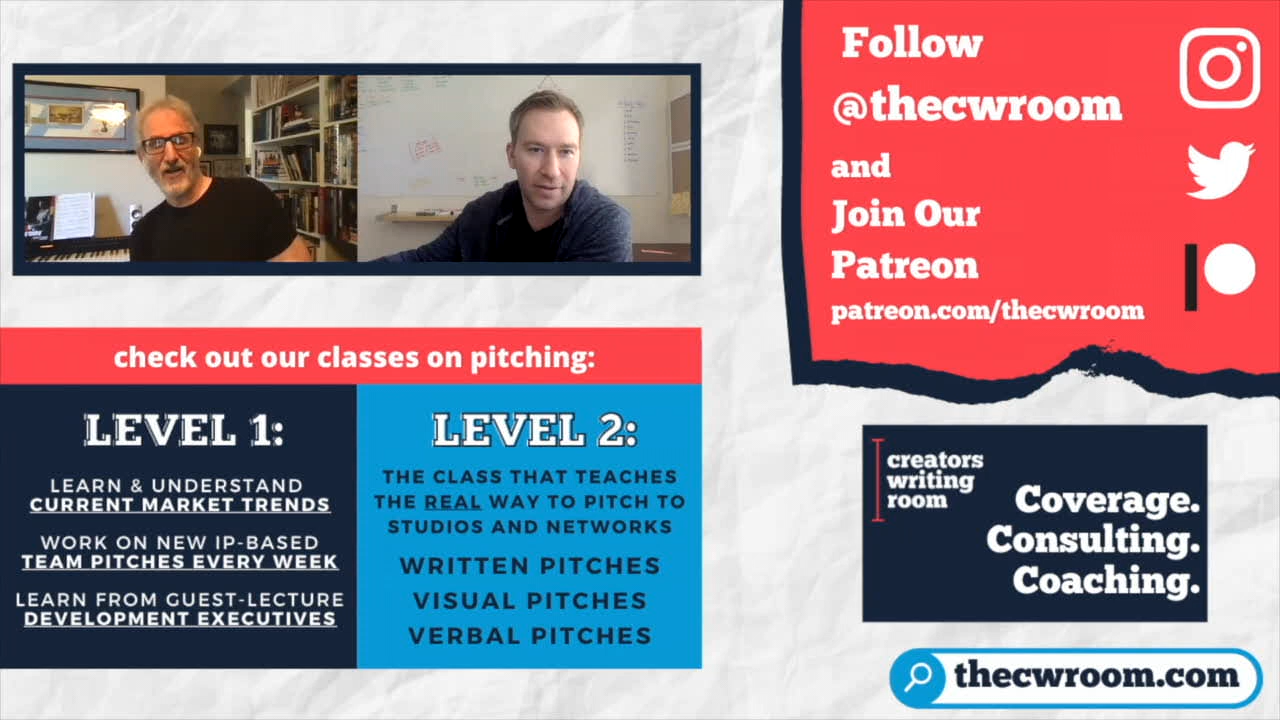 Follow
@thecwroom
and
Join Our
Patreon
patreon.com/thecwroom
check out our classes on pitching:
LEVEL 1:
LEARN & UNDERSTAND
CURRENT MARKET TRENDS
WORK ON NEW IP-BASED
TEAM PITCHES EVERY WEEK
LEARN FROM GUEST-LECTURE
DEVELOPMENT EXECUTIVES
LEVEL 2:
THE CLASS THAT TEACHES
THE REAL WAY TO PITCH TO
STUDIOS AND NETWORKS
WRITTEN PITCHES
VISUAL PITCHES
VERBAL PITCHES
creators
writing
room
Coverage.
Consulting.
Coaching.
thecwroom.com